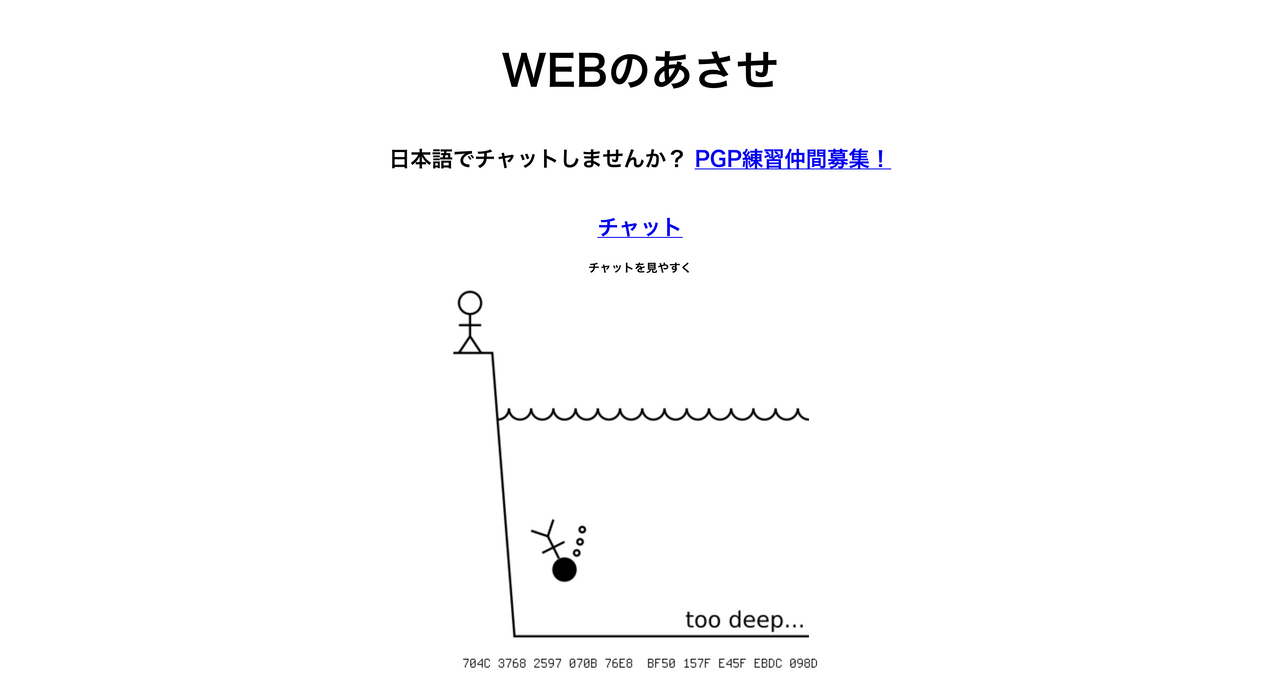 WEBのあさせ
日本語でチャットしませんか？ PGP練習仲間募集！
チャット
チャットを見やすく
too deep...
704C 3768 2597 070B 76E8  BF50 157F E45F EBDC 098D